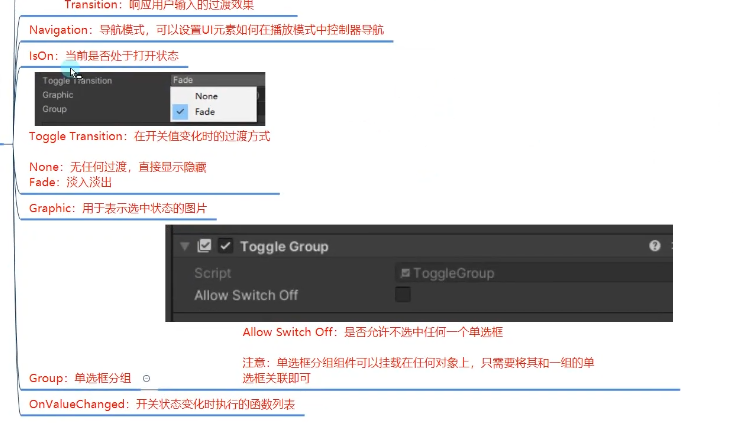 Transition：响应用户输入的过渡效果
Navigation：导航模式，可以设置UI元素如何在播放模式中控制器导航
IsOn：当前是否处于打开状态
Toggle Transition
Fade
Graphic
None
Group
Fade
Toggle Transition：在开关值变化时的过渡方式
None：无任何过渡，直接显示隐藏
Fade：淡入淡出
Graphic：用于表示选中状态的图片
Toggle Group
Script
ToggleGroup
Allow Switch Off
Allow Switch Off：是否允许不选中任何一个单选框
注意：单选框分组组件可以挂载在任何对象上，只需要将其和一组的单
选框关联即可
Group：单选框分组
OnValueChanged：开关状态变化时执行的函数列表